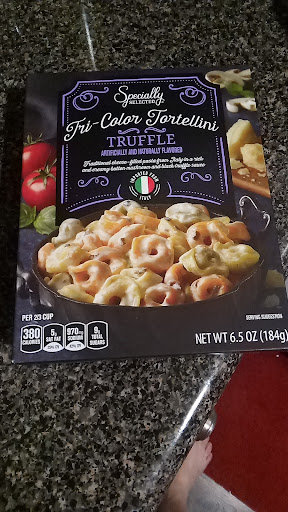 Specially
SELECTED
Tri-Color Tortellini
TRUFFLE
ARTIFICIALLY AND NATURALLY FLAVORED
Traditional cheese-filled pasta from Italy in a rich
and creamy button mushroom and black truffle sauce
IMPORTED FROM
ITALY
PER 2/3 CUP
380
CALORIES
5g
SAT FAT
970mg
SODIUM
9g
TOTAL
SUGARS
SERVING SUGGESTION
NET WT 6.5 OZ (184g)